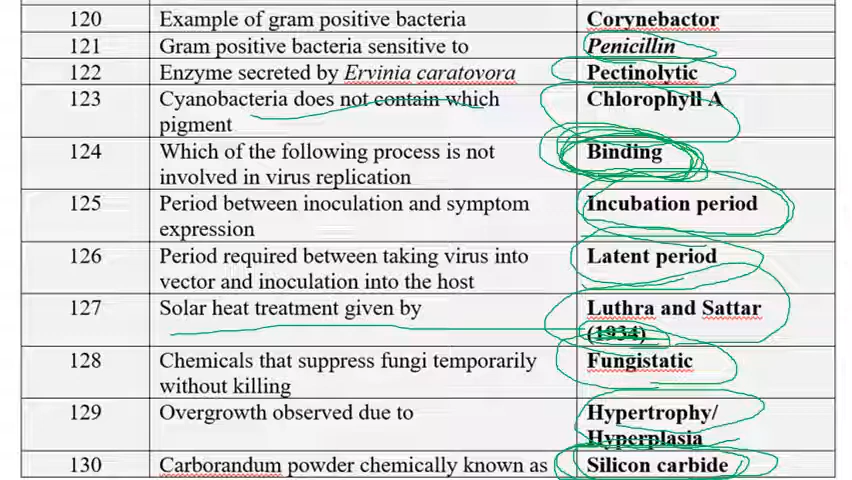 120 Example of gram positive bacteria Corynebactor
121 Gram positive bacteria sensitive to Penicillin
122 Enzyme secreted by Ervinia caratovora Pectinolytic
123 Cyanobacteria does not contain which Chlorophyll A
pigment
124 Which of the following process is not Binding
involved in virus replication
125 Period between inoculation and symptom Incubation period
expression
126 Period required between taking virus into Latent period
vector and inoculation into the host
127 Solar heat treatment given by Luthra and Sattar
(1934)
128 Chemicals that suppress fungi temporarily Fungistatic
without killing
129 Overgrowth observed due to Hypertrophy/
Hyperplasia
130 Carborandum powder chemically known as Silicon carbide